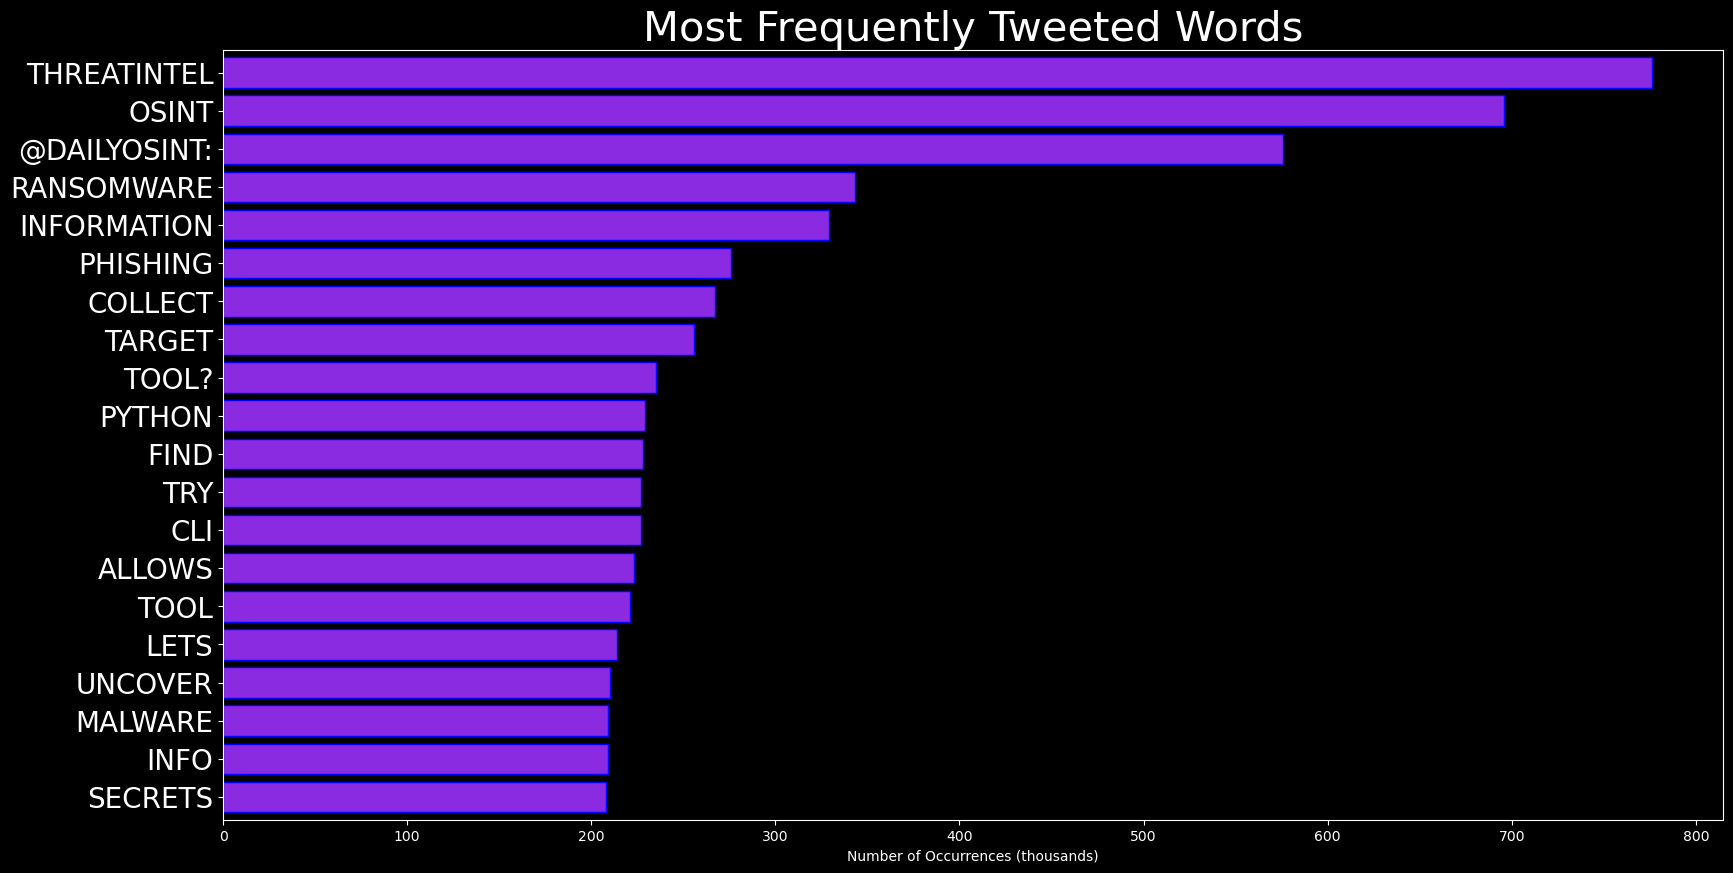 Most Frequently Tweeted Words
THREATINTEL
OSINT
@DAILYOSINT:
RANSOMWARE
INFORMATION
PHISHING
COLLECT
TARGET
TOOL?
PYTHON
FIND
TRY
CLI
ALLOWS
TOOL
LETS
UNCOVER
MALWARE
INFO
SECRETS
0 100 200 300 400 500 600 700 800
Number of Occurrences (thousands)